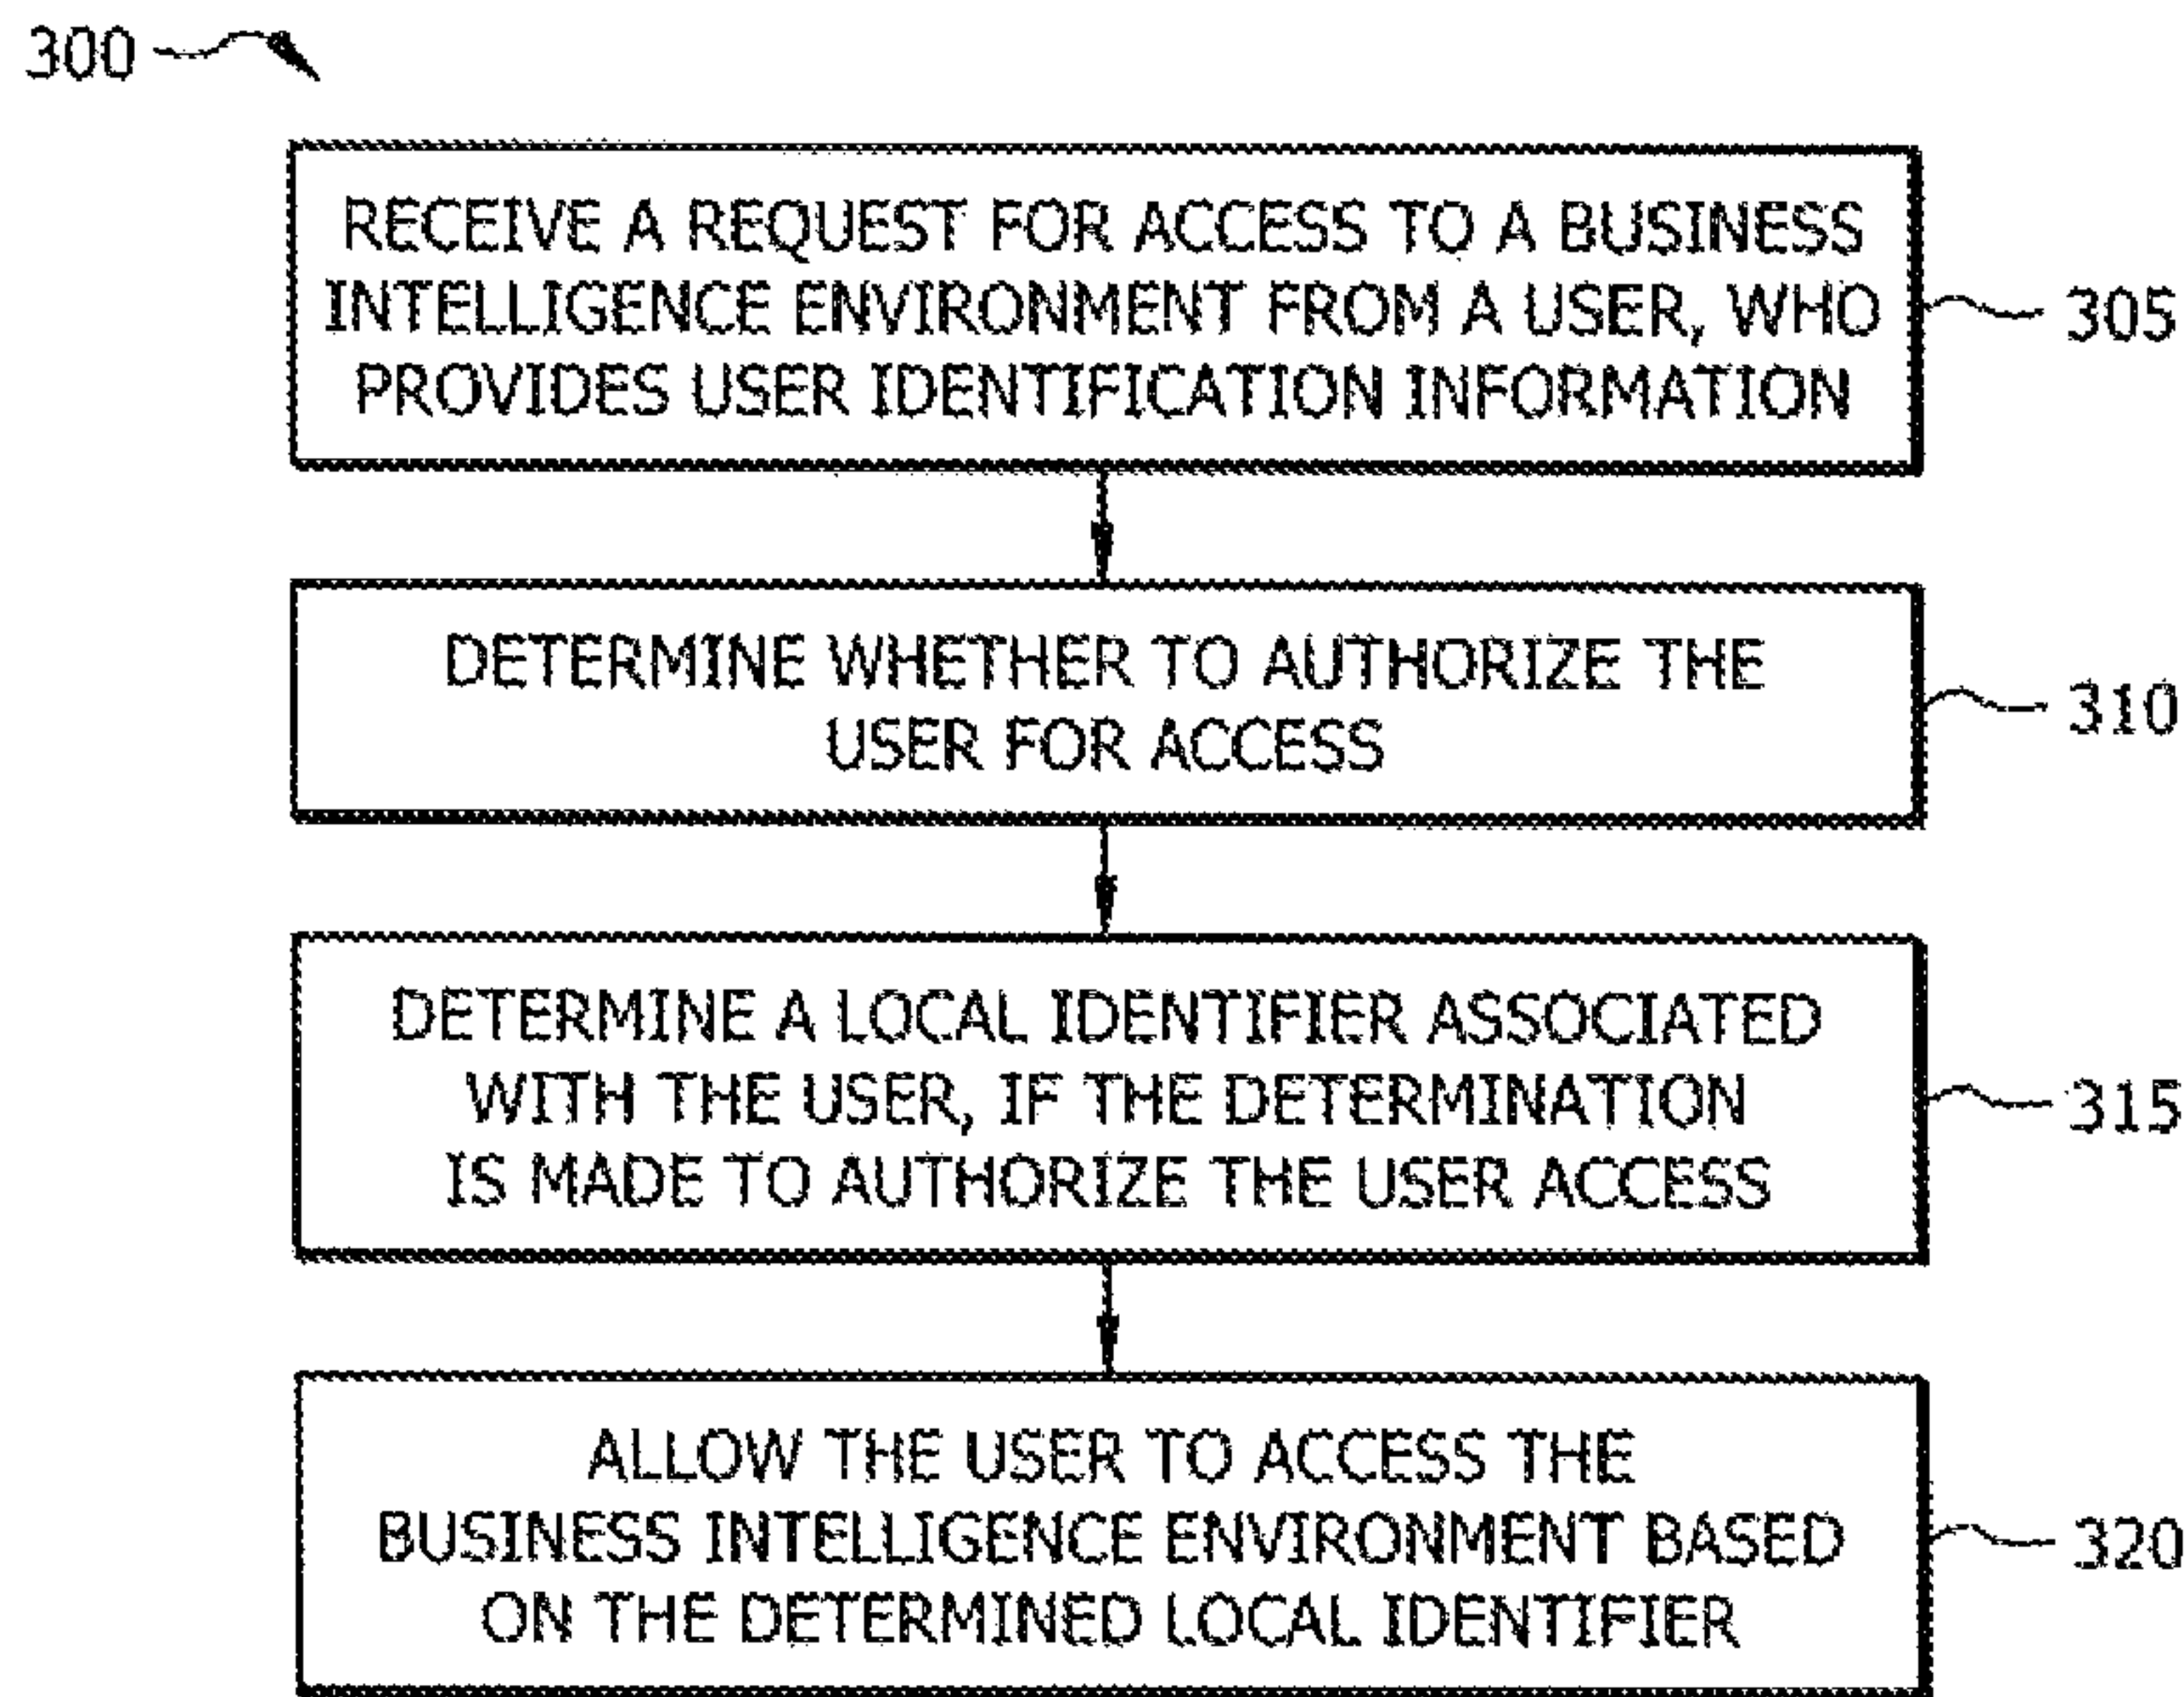 300
RECEIVE A REQUEST FOR ACCESS TO A BUSINESS
INTELLIGENCE ENVIRONMENT FROM A USER, WHO
PROVIDES USER IDENTIFICATION INFORMATION
305
DETERMINE WHETHER TO AUTHORIZE THE
USER FOR ACCESS
310
DETERMINE A LOCAL IDENTIFIER ASSOCIATED
WITH THE USER, IF THE DETERMINATION
IS MADE TO AUTHORIZE THE USER ACCESS
315
ALLOW THE USER TO ACCESS THE
BUSINESS INTELLIGENCE ENVIRONMENT BASED
ON THE DETERMINED LOCAL IDENTIFIER
320